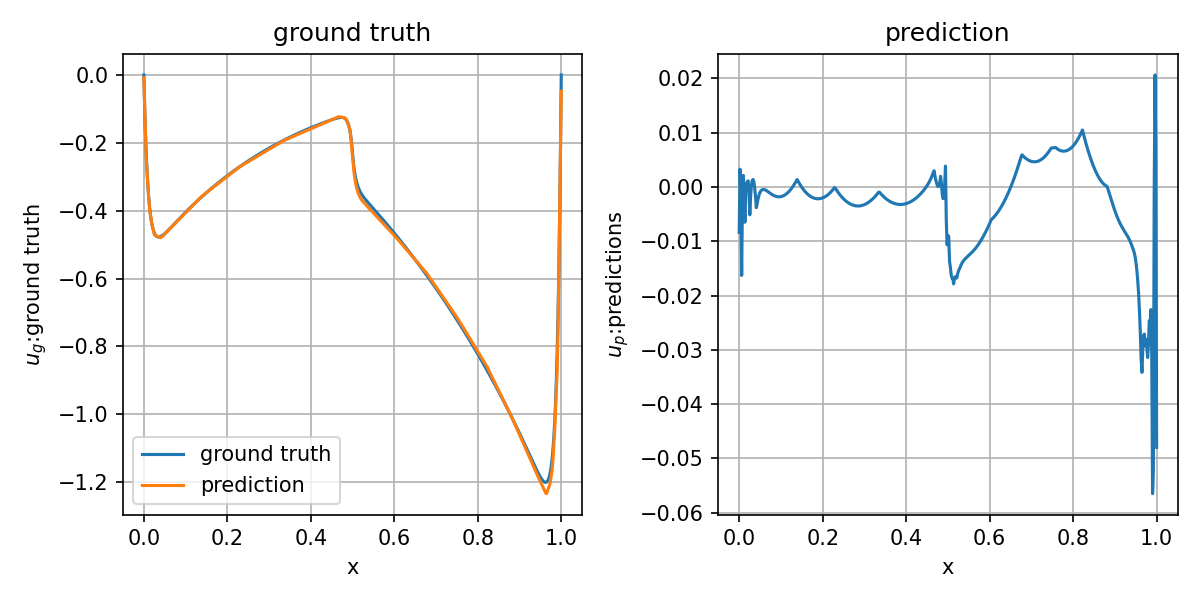 ground truth
0.0
−0.2
−0.4
−0.6
−0.8
−1.0
−1.2
u_g:ground truth
ground truth
prediction
0.0 0.2 0.4 0.6 0.8 1.0
x
prediction
0.02
0.01
0.00
−0.01
−0.02
−0.03
−0.04
−0.05
−0.06
u_p:predictions
0.0 0.2 0.4 0.6 0.8 1.0
x